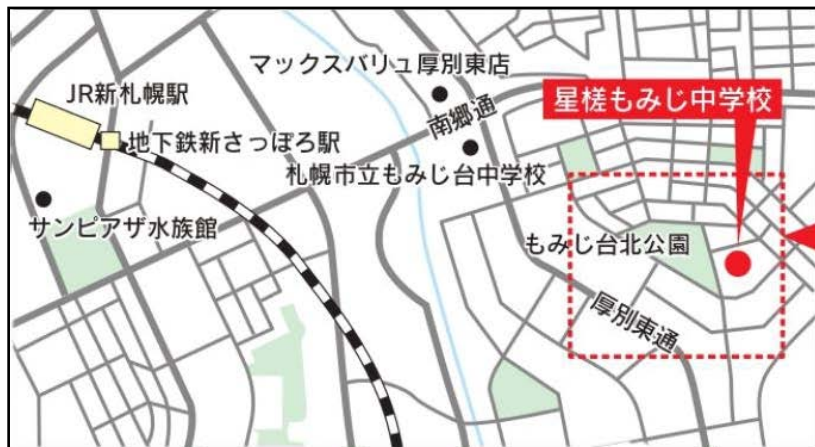 マックスバリュ厚別東店
JR新札幌駅
星槎もみじ中学校
南郷通
地下鉄新さっぽろ駅
札幌市立もみじ台中学校
サンピアザ水族館
もみじ台北公園
厚別東通